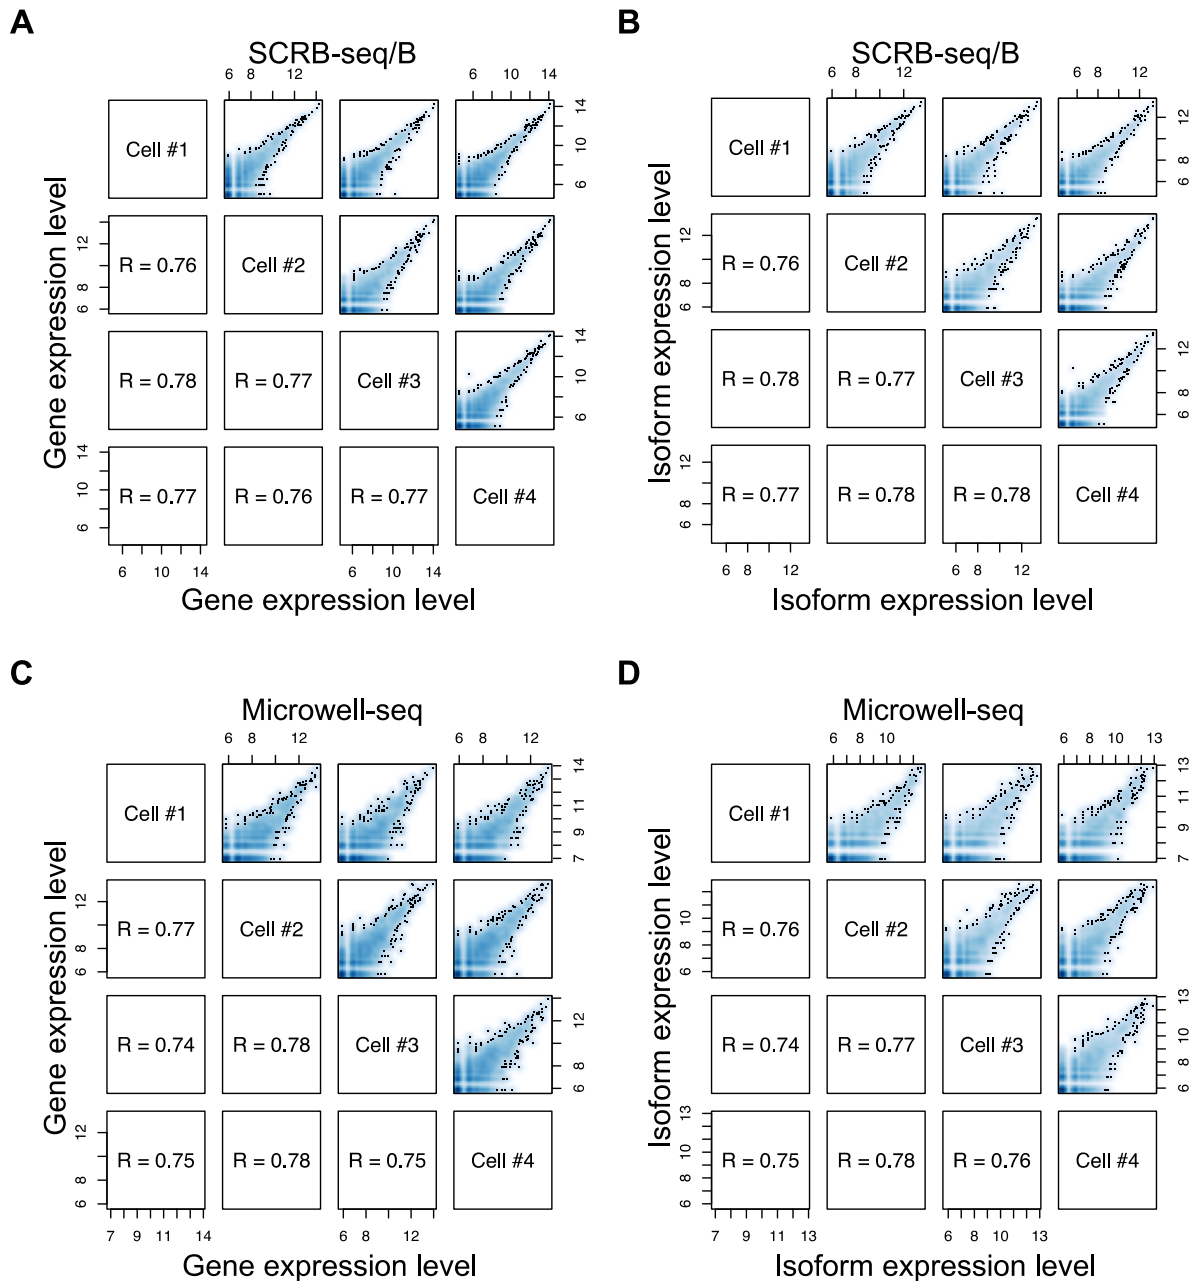 A
SCRB-seq/B
6 8 12
6 10 14
Cell #1
6 10 14
Gene expression level
6 8 12
R = 0.76
Cell #2
R = 0.78
R = 0.77
Cell #3
6 10 14
6 10 14
R = 0.77
R = 0.76
R = 0.77
Cell #4
6 10 14
6 10 14
Gene expression level
B
SCRB-seq/B
6 8 12
6 8 12
Cell #1
6 8 12
Isoform expression level
6 8 12
R = 0.76
Cell #2
R = 0.78
R = 0.77
Cell #3
6 8 12
6 8 12
R = 0.77
R = 0.78
R = 0.78
Cell #4
6 8 12
6 8 12
Isoform expression level
C
Microwell-seq
6 8 12
6 8 12
Cell #1
7 9 11 14
Gene expression level
6 8 12
R = 0.77
Cell #2
R = 0.74
R = 0.78
Cell #3
6 8 12
6 8 12
R = 0.75
R = 0.78
R = 0.75
Cell #4
7 9 11 14
6 8 12
Gene expression level
D
Microwell-seq
6 8 10
6 8 10 13
Cell #1
7 9 11 13
Isoform expression level
6 8 10
R = 0.76
Cell #2
R = 0.74
R = 0.77
Cell #3
6 8 10 13
6 8 10 13
R = 0.75
R = 0.78
R = 0.76
Cell #4
7 9 11 13
6 8 10 13
Isoform expression level